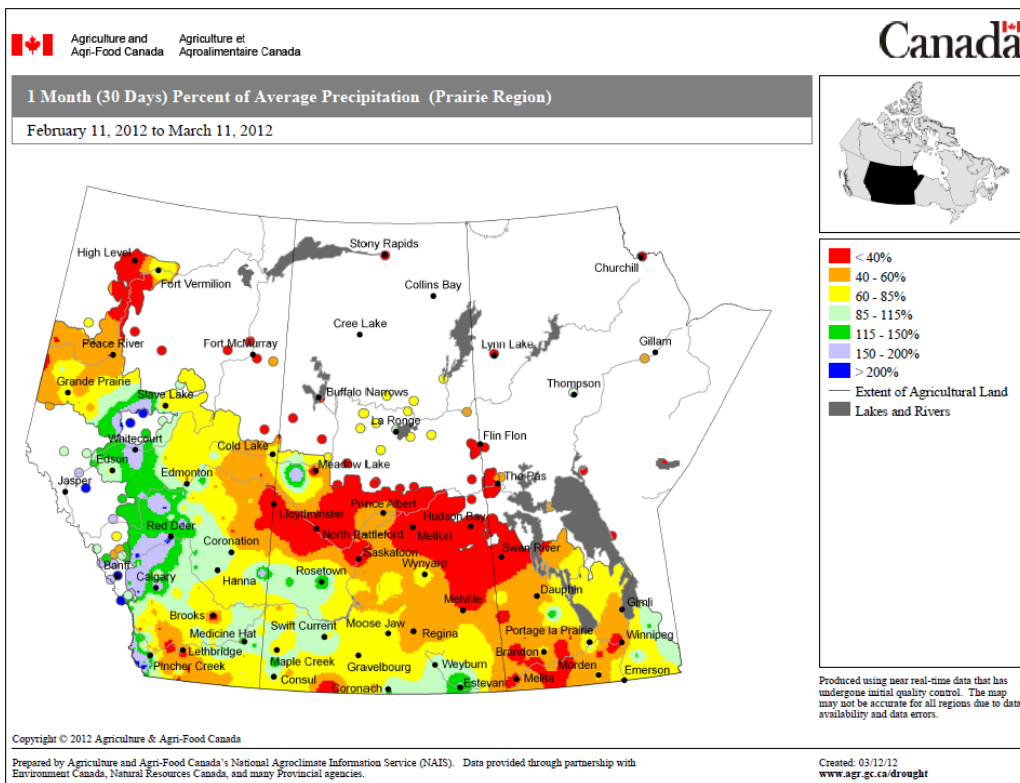 Agriculture and Agriculture et
Agri-Food Canada Agroalimentaire Canada
Canada
1 Month (30 Days) Percent of Average Precipitation (Prairie Region)
February 11, 2012 to March 11, 2012
High Level
Fort Vermilion
Stony Rapids
Churchill
Collins Bay
Cree Lake
Peace River
Fort McMurray
Lynn Lake
Gillam
Grande Prairie
Slave Lake
Buffalo Narrows
Thompson
La Ronge
Whitecourt
Flin Flon
Cold Lake
Edson
Meadow Lake
Jasper
Edmonton
The Pas
Prince Albert
Lloydminster
Hudson Bay
Red Deer
North Battleford
Melfort
Coronation
Saskatoon
Swan River
Banff
Wynyard
Calgary
Hanna
Rosetown
Dauphin
Melville
Gimli
Brooks
Moose Jaw
Swift Current
Regina
Portage la Prairie
Medicine Hat
Winnipeg
Lethbridge
Brandon
Maple Creek
Gravelbourg
Weyburn
Morden
Pincher Creek
Emerson
Consul
Coronach
Estevan
Melita
< 40%
40 - 60%
60 - 85%
85 - 115%
115 - 150%
150 - 200%
> 200%
Extent of Agricultural Land
Lakes and Rivers
Produced using near real-time data that has
undergone initial quality control. The map
may not be accurate for all regions due to data
availability and data errors.
Copyright © 2012 Agriculture & Agri-Food Canada
Prepared by Agriculture and Agri-Food Canada's National Agroclimate Information Service (NAIS). Data provided through partnership with
Environment Canada, Natural Resources Canada, and many Provincial agencies.
Created: 03/12/12
www.agr.gc.ca/drought